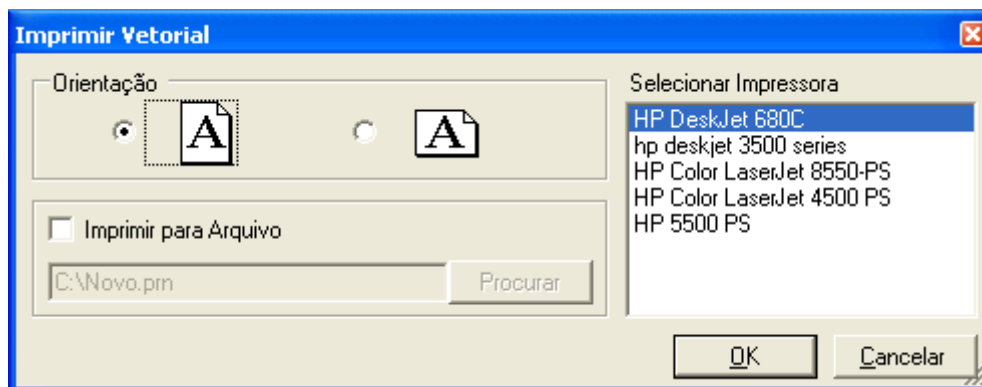 Imprimir Vetorial
Orientação
A
A
Imprimir para Arquivo
C:\Novo.prn
Procurar
Selecionar Impressora
HP DeskJet 680C
hp deskjet 3500 series
HP Color LaserJet 8550-PS
HP Color LaserJet 4500 PS
HP 5500 PS
OK
Cancelar